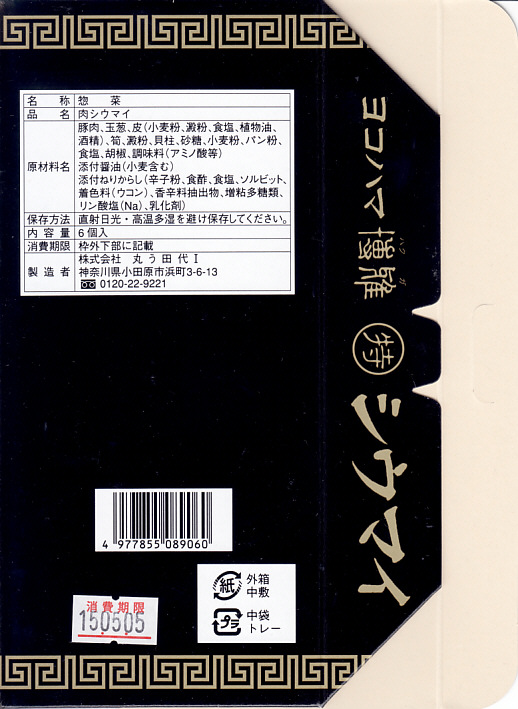 名称 惣菜
品名 肉シウマイ
原材料名 豚肉、玉葱、皮(小麦粉、澱粉、食塩、植物油、
酒精)、筍、澱粉、貝柱、砂糖、小麦粉、パン粉、
食塩、胡椒、調味料(アミノ酸等)
添付醤油(小麦含む)
添付ねりからし(辛子粉、食酢、食塩、ソルビット、
着色料(ウコン)、香辛料抽出物、増粘多糖類、
リン酸塩(Na)、乳化剤)
保存方法 直射日光・高温多湿を避け保存してください。
内容量 6個入
消費期限 枠外下部に記載
製造者 株式会社 丸う田代 I
神奈川県小田原市浜町3-6-13
0120-22-9221
ヨコハマ 博雅 特 シウマイ
ハク ガ
4 977855 089060
紙 外箱
中敷
プラ 中袋
トレー
消費期限
150505